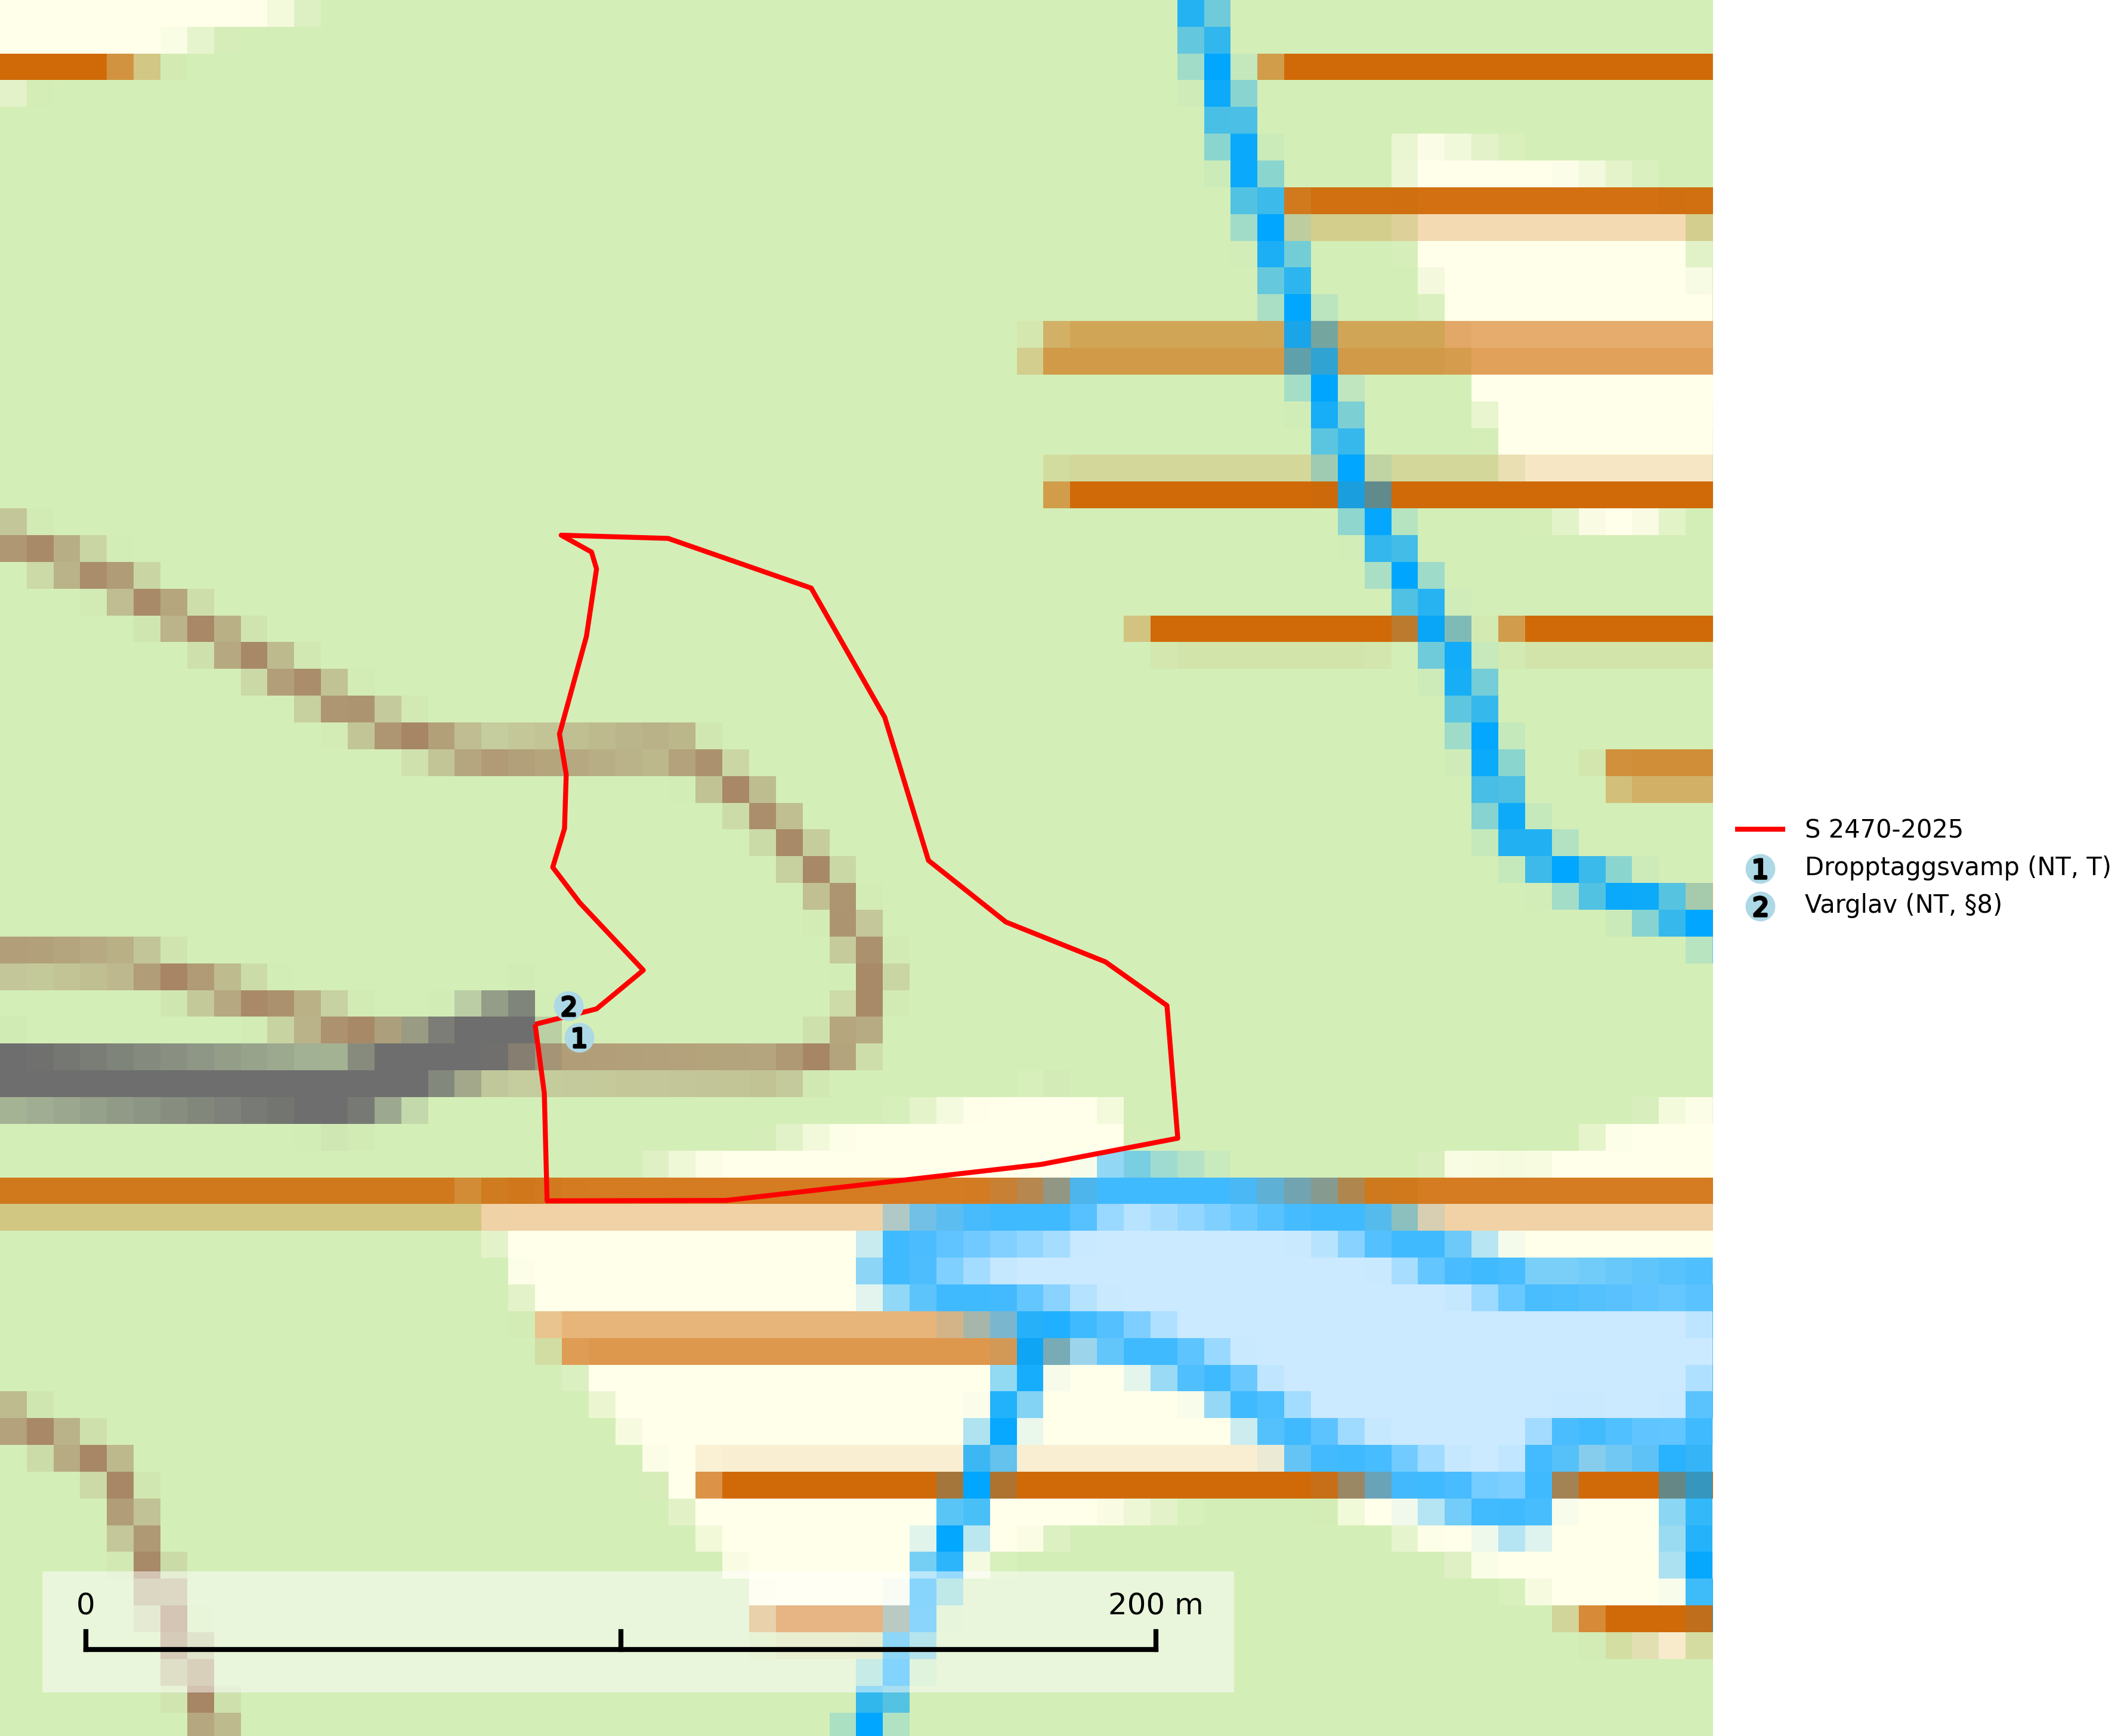 S 2470-2025
1 Dropptaggsvamp (NT, T)
2 Varglav (NT, §8)
2
1
0 200 m